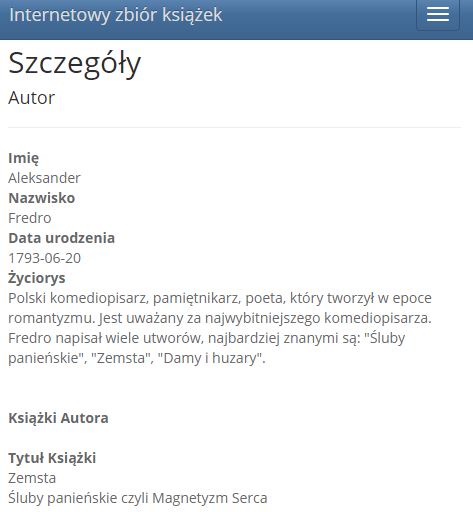 Internetowy zbiór książek
Szczegóły
Autor
Imię
Aleksander
Nazwisko
Fredro
Data urodzenia
1793-06-20
Życiorys
Polski komediopisarz, pamiętnikarz, poeta, który tworzył w epoce
romantyzmu. Jest uważany za najwybitniejszego komediopisarza.
Fredro napisał wiele utworów, najbardziej znanymi są: "Śluby
panieńskie", "Zemsta", "Damy i huzary".
Książki Autora
Tytuł Książki
Zemsta
Śluby panieńskie czyli Magnetyzm Serca